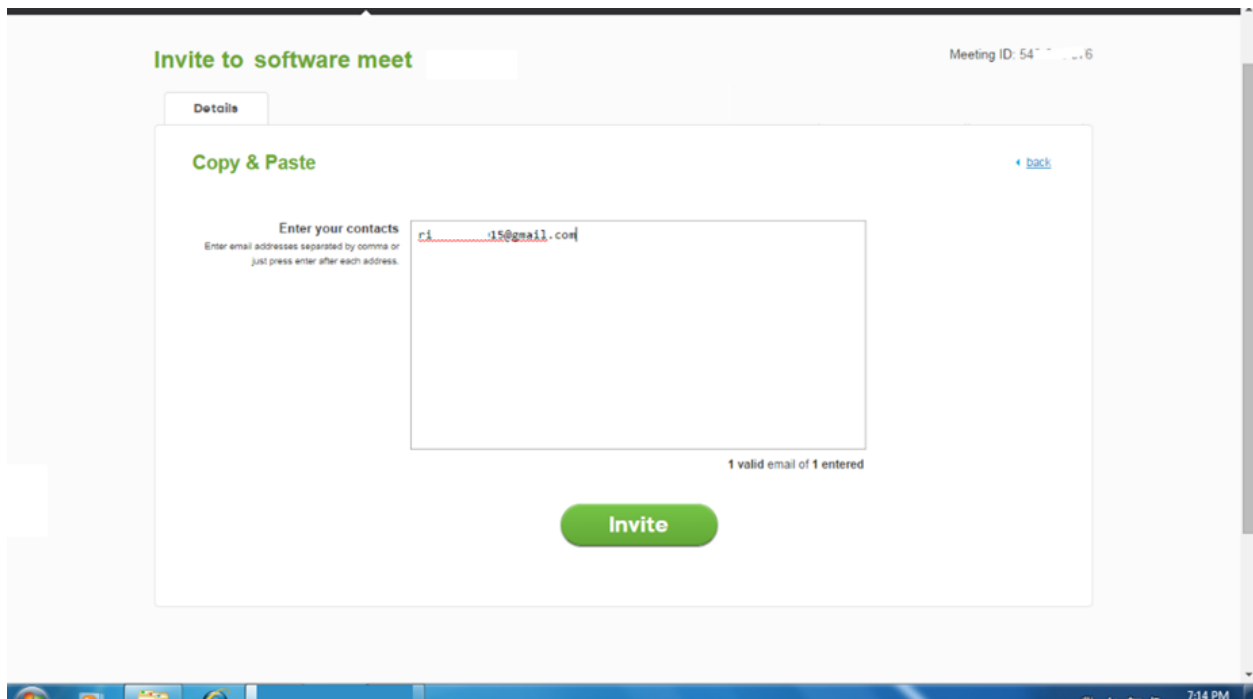 Invite to software meet
Meeting ID: 54 6
Details
Copy & Paste
back
Enter your contacts
Enter email addresses separated by comma or
just press enter after each address.
ri 15@gmail.com
1 valid email of 1 entered
Invite
7:14 PM